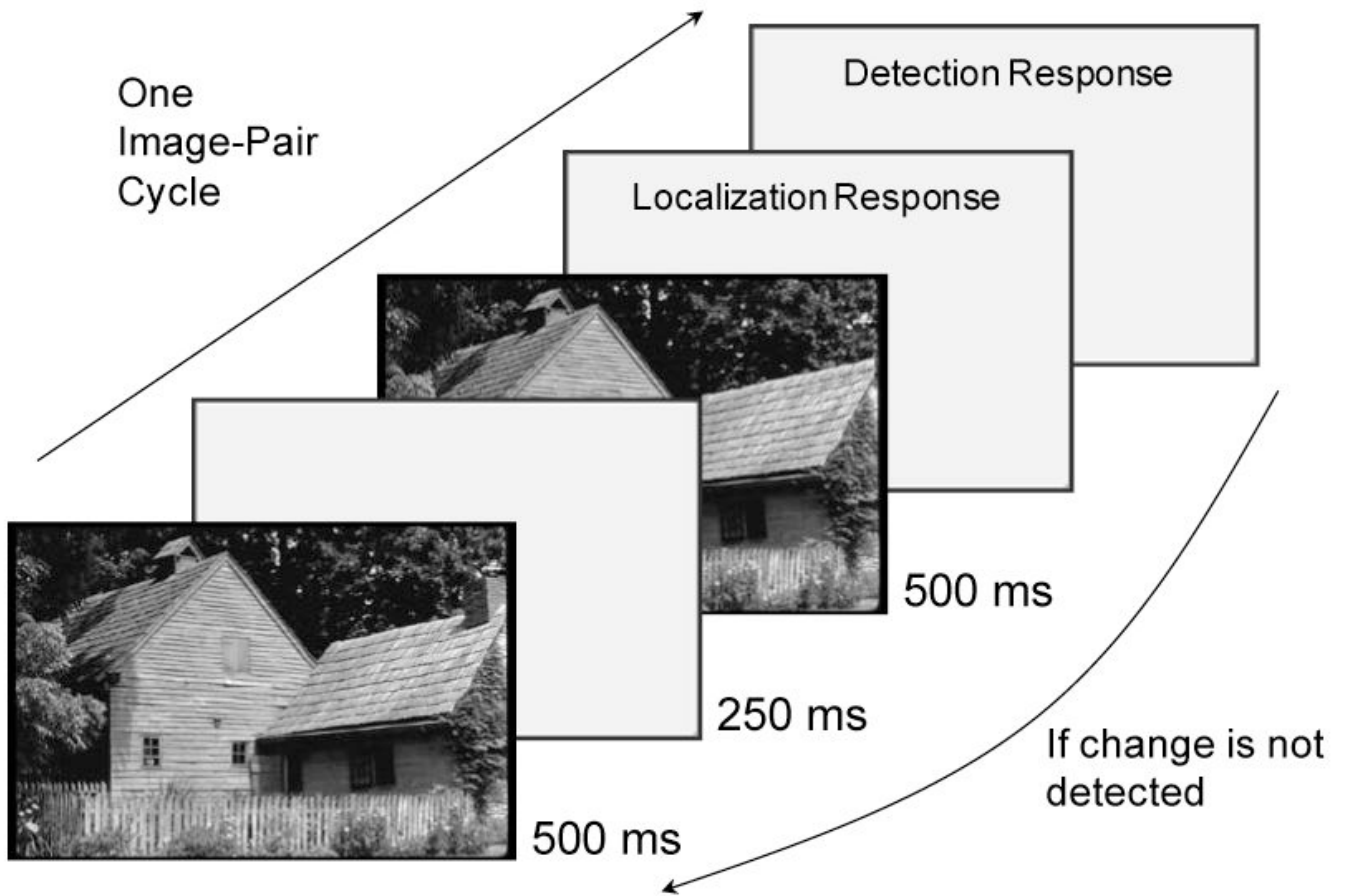 One
Image-Pair
Cycle
Detection Response
Localization Response
500 ms
250 ms
500 ms
If change is not
detected